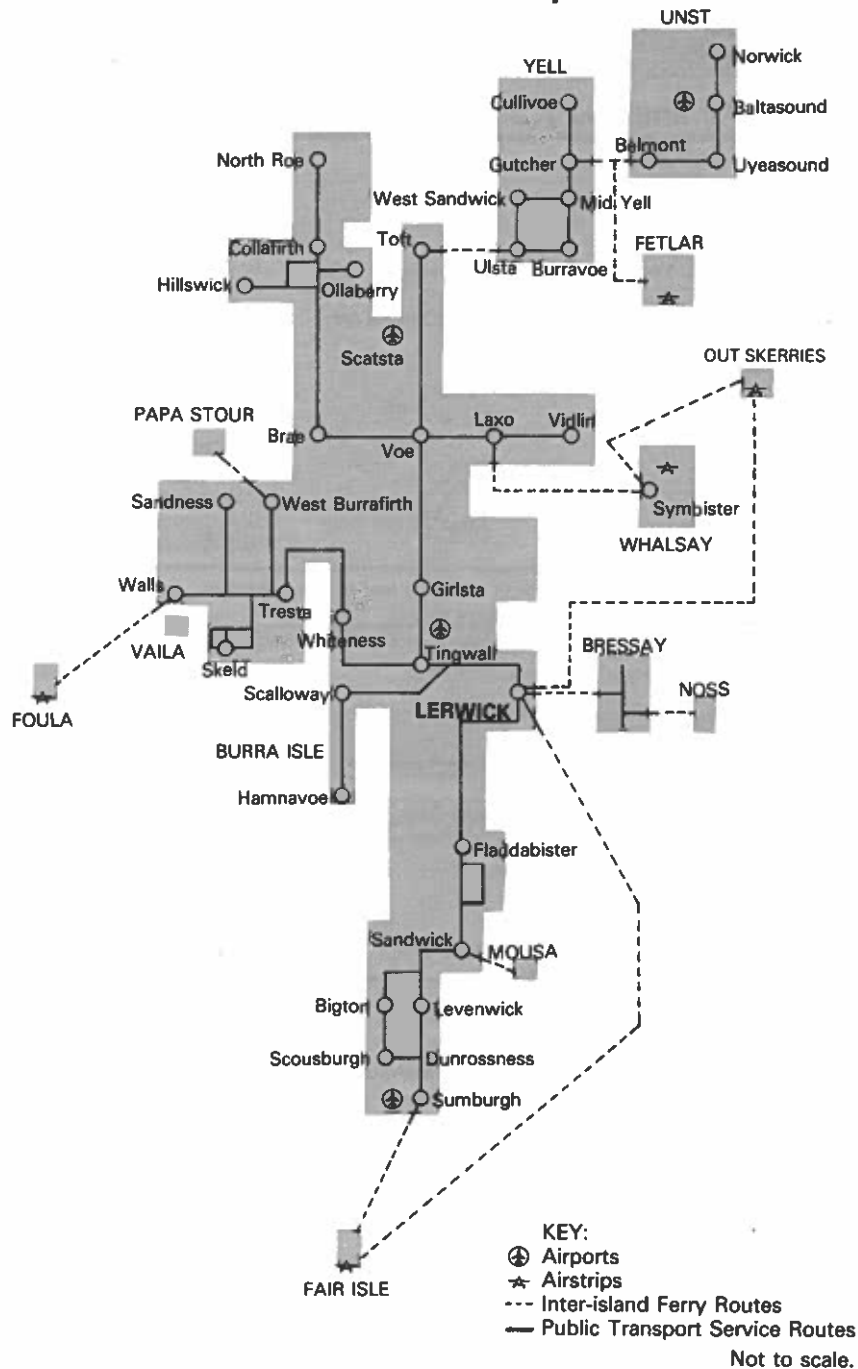 UNST
Norwick
YELL
Cullivoe
Baltasound
Belmont
North Roe
Gutcher
Uyeasound
West Sandwick
Mid Yell
Toft
FETLAR
Collafirth
Ulsta
Burravoe
Hillswick
Ollaberry
Scatsta
OUT SKERRIES
PAPA STOUR
Laxo
Vidlin
Brae
Voe
Sandness
West Burrafirth
Symbister
WHALSAY
Walls
Tresta
Girlsta
Whiteness
VAILA
Tingwall
BRESSAY
Skeld
Scalloway
NOSS
LERWICK
FOULA
BURRA ISLE
Hamnavoe
Fladdabister
Sandwick
MOUSA
Bigton
Levenwick
Scousburgh
Dunrossness
Sumburgh
KEY:
Airports
Airstrips
FAIR ISLE
Inter-island Ferry Routes
Public Transport Service Routes
Not to scale.